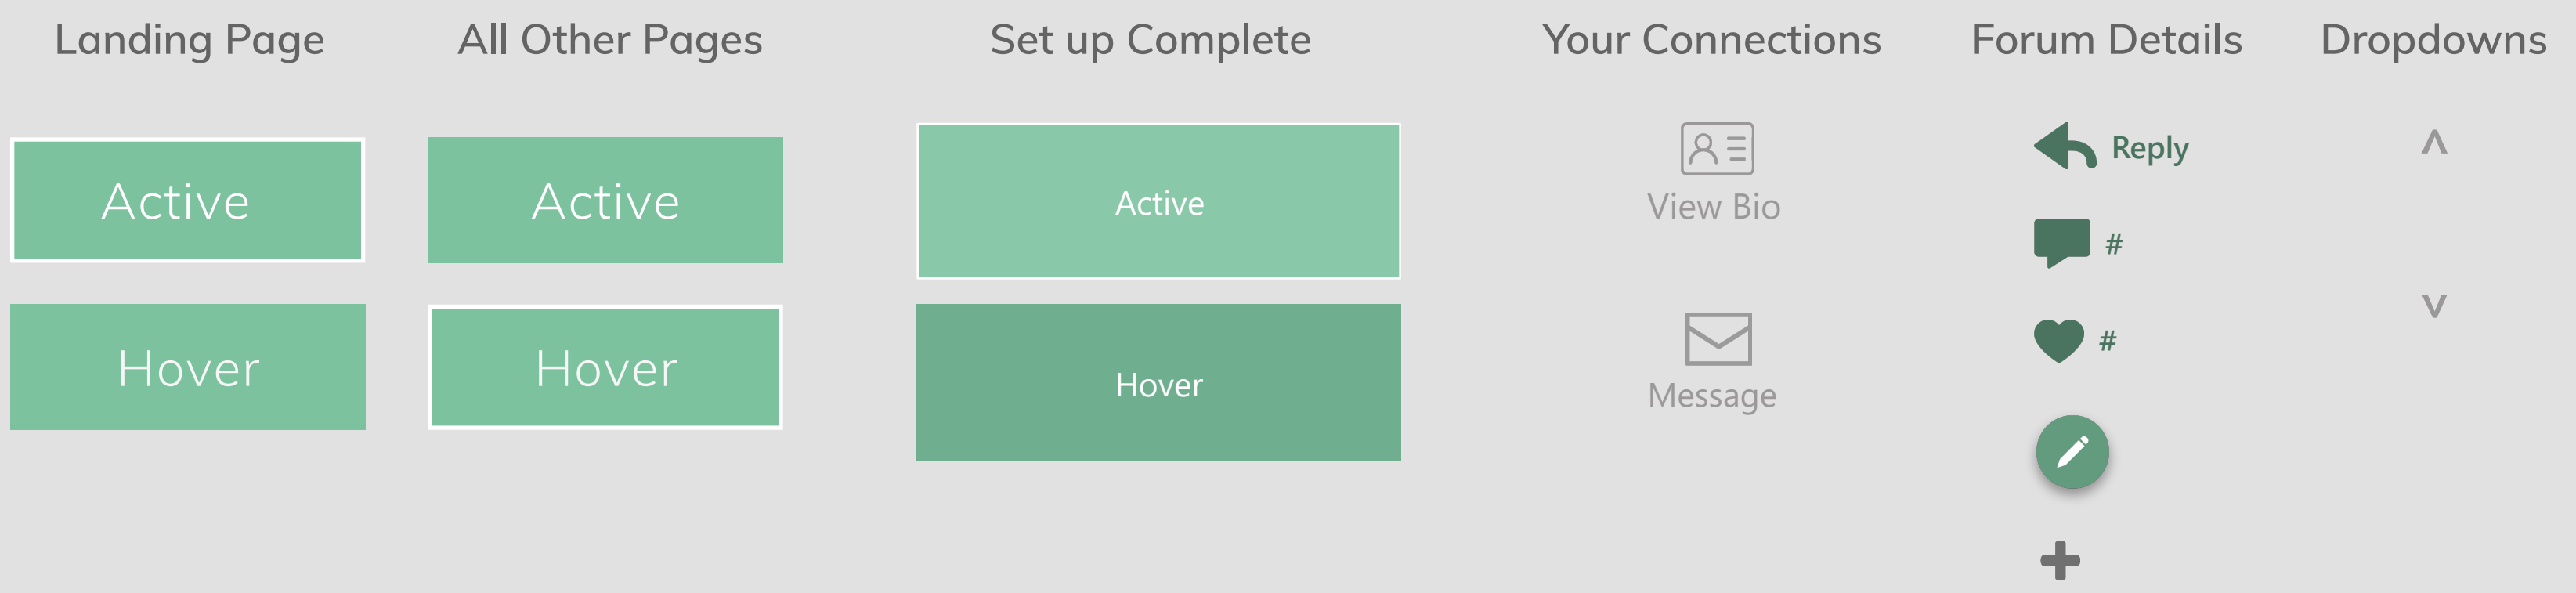 Landing Page
All Other Pages
Set up Complete
Your Connections
Forum Details
Dropdowns
Active
Hover
Active
Hover
Active
Hover
View Bio
Message
Reply
#
#